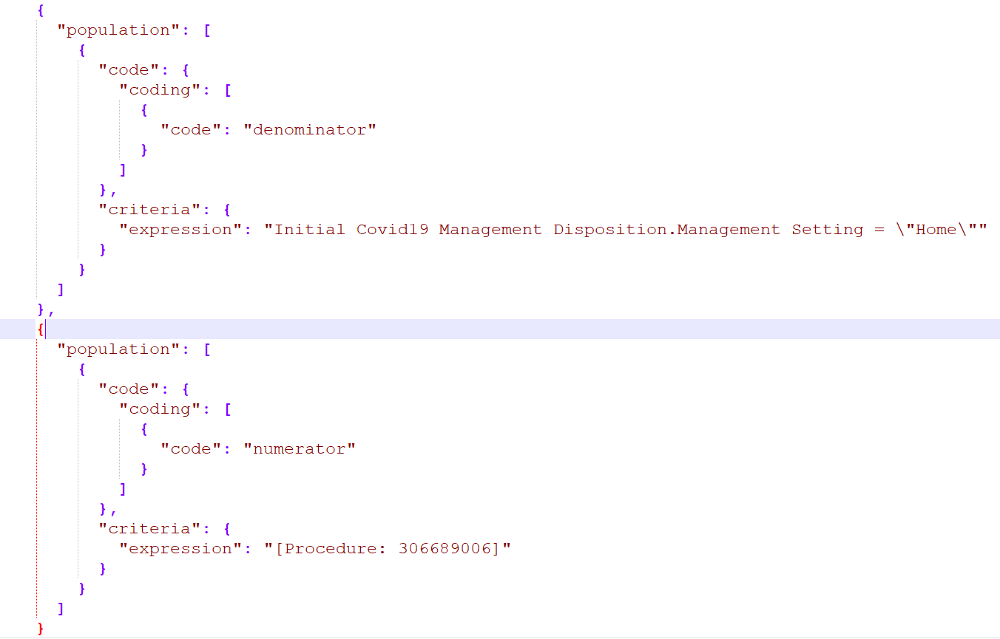 {
  "population": [
    {
      "code": {
        "coding": [
          {
            "code": "denominator"
          }
        ]
      },
      "criteria": {
        "expression": "Initial Covid19 Management Disposition.Management Setting = \"Home\""
      }
    }
  ]
},
{
  "population": [
    {
      "code": {
        "coding": [
          {
            "code": "numerator"
          }
        ]
      },
      "criteria": {
        "expression": "[Procedure: 306689006]"
      }
    }
  ]
}